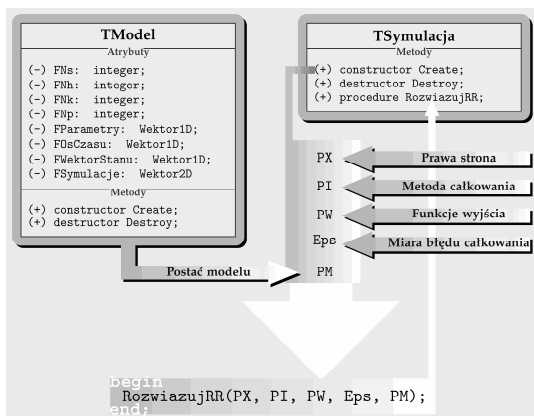 TModel
Atrybuty
(-) FNs: integer;
(-) FNh: integer;
(-) FNk: integer;
(-) FNp: integer;
(-) FParametry: Wektor1D;
(-) FOsCzasu: Wektor1D;
(-) FWektorStanu: Wektor1D;
(-) FSymulacje: Wektor2D
Metody
(+) constructor Create;
(+) destructor Destroy;
TSymulacja
Metody
(+) constructor Create;
(+) destructor Destroy;
(+) procedure RozwiazujRR;
PX
Prawa strona
PI
Metoda całkowania
PW
Funkcje wyjścia
Eps
Miara błędu całkowania
PM
Postać modelu
begin
RozwiazujRR(PX, PI, PW, Eps, PM);
end;